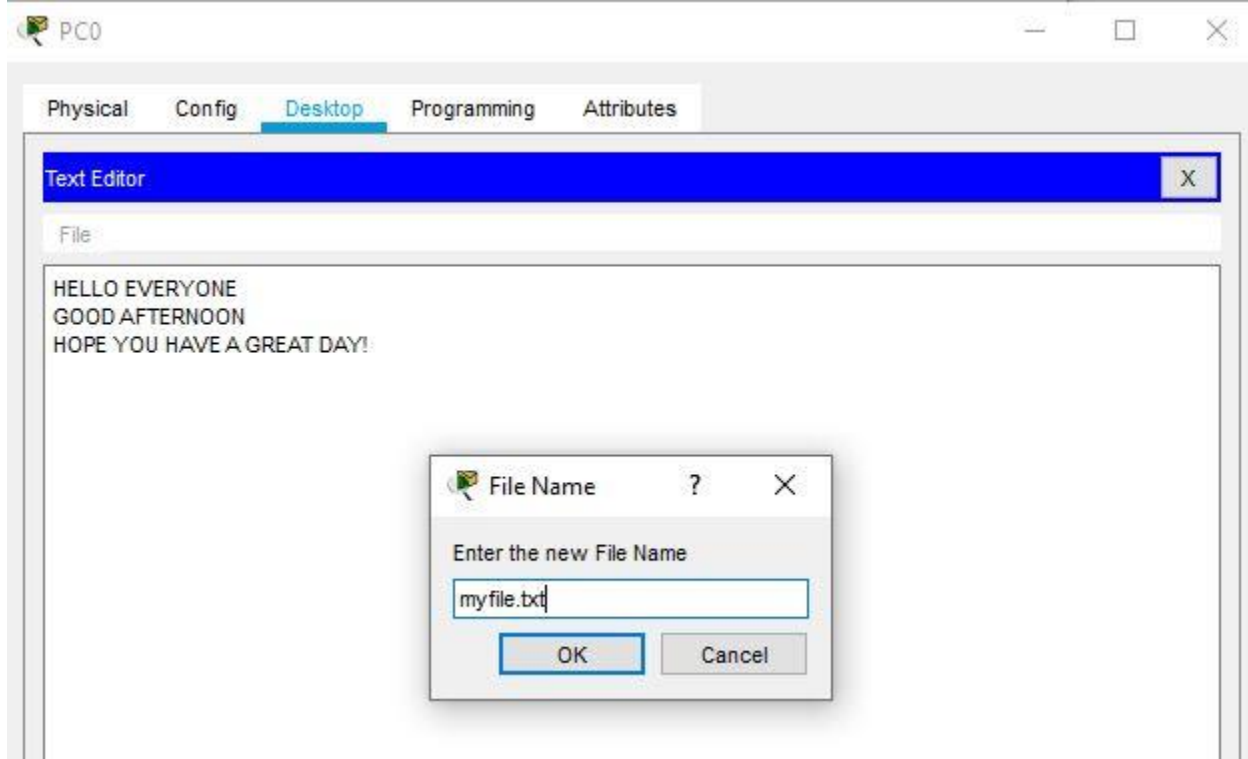 PC0
Physical Config Desktop Programming Attributes
Text Editor X
File
HELLO EVERYONE
GOOD AFTERNOON
HOPE YOU HAVE A GREAT DAY!
File Name ?
Enter the new File Name
myfile.txt
OK Cancel